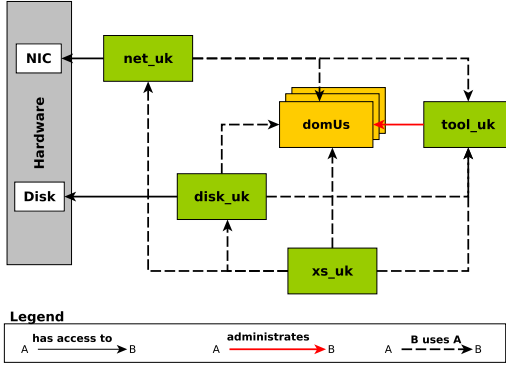 NIC
net_uk
domUs
tool_uk
Hardware
Disk
disk_uk
xs_uk
Legend
A has access to B
A administrates B
A B uses A B